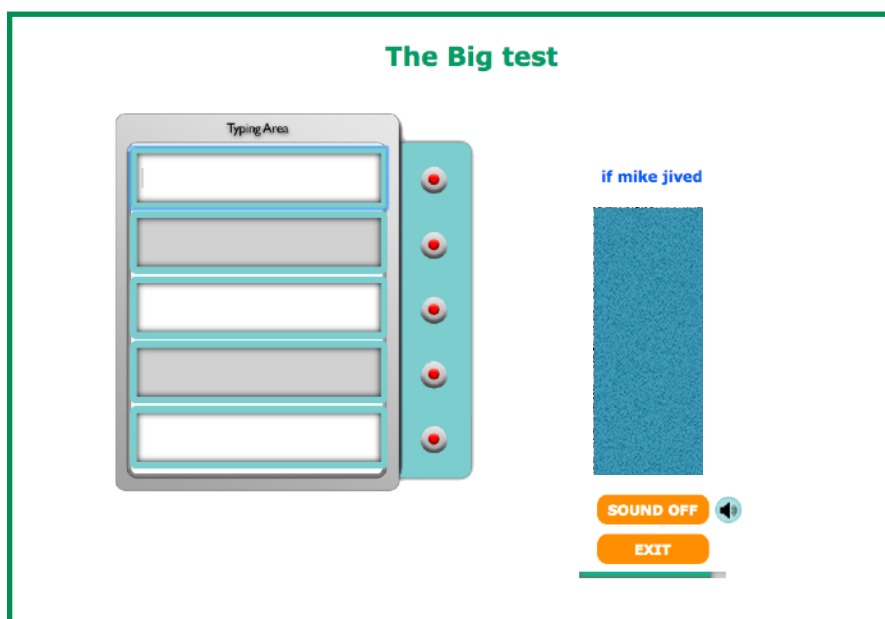 The Big test
Typing Area
if mike jived
SOUND OFF
EXIT